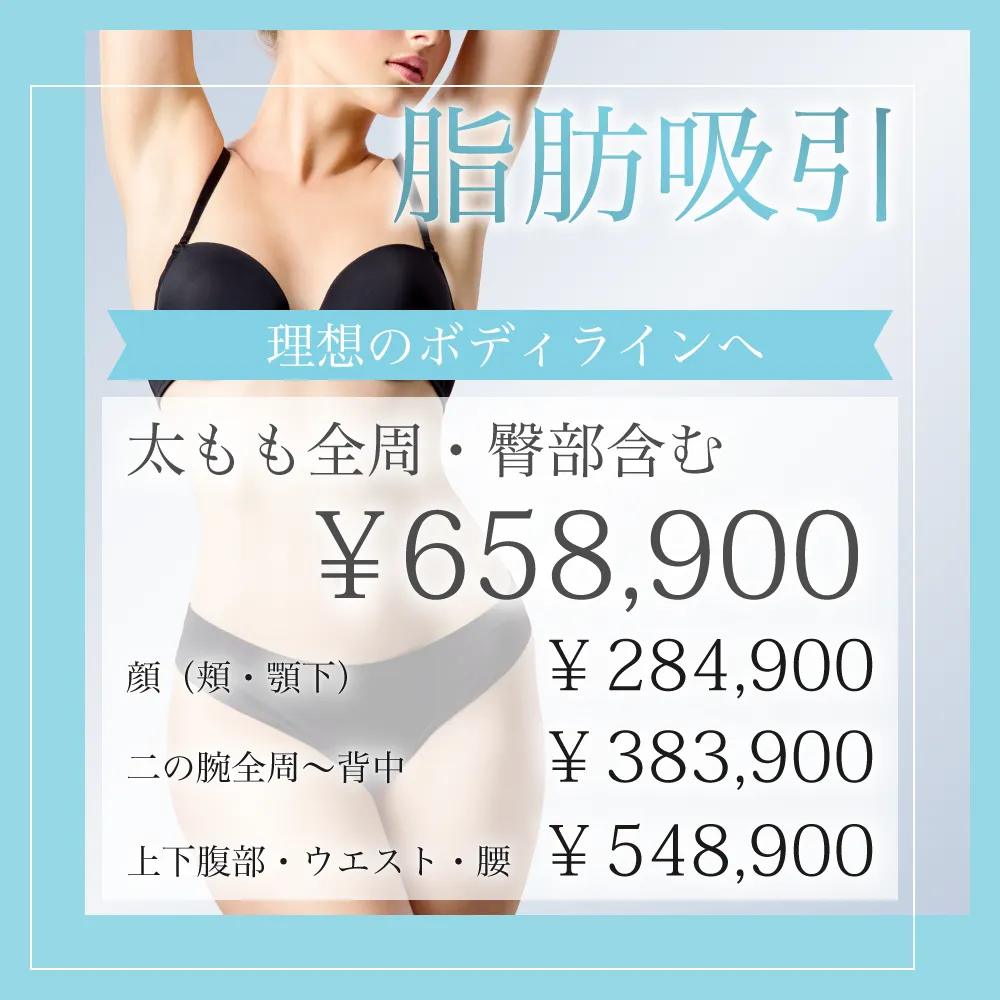 脂肪吸引
理想のボディラインへ
太もも全周・臀部含む
¥658,900
顔（頬・顎下） ¥284,900
二の腕全周～背中 ¥383,900
上下腹部・ウエスト・腰 ¥548,900